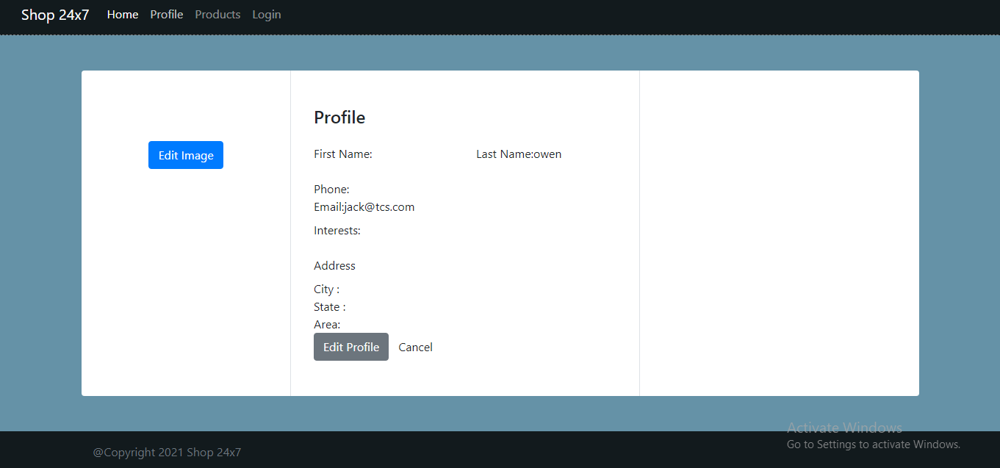 Shop 24x7 Home Profile Products Login
Edit Image
Profile
First Name: Last Name:owen
Phone:
Email:jack@tcs.com
Interests:
Address
City :
State :
Area:
Edit Profile Cancel
Activate Windows
Go to Settings to activate Windows.
@Copyright 2021 Shop 24x7